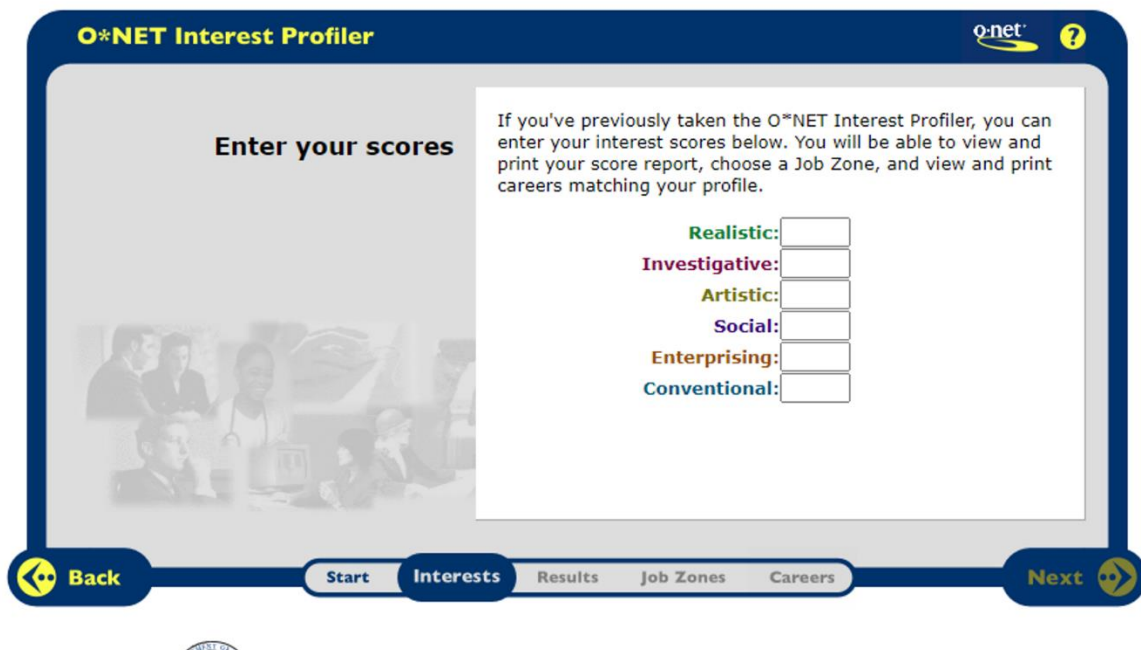 O*NET Interest Profiler
o·net
?
Enter your scores
If you've previously taken the O*NET Interest Profiler, you can
enter your interest scores below. You will be able to view and
print your score report, choose a Job Zone, and view and print
careers matching your profile.
Realistic:
Investigative:
Artistic:
Social:
Enterprising:
Conventional:
Back
Start
Interests
Results
Job Zones
Careers
Next